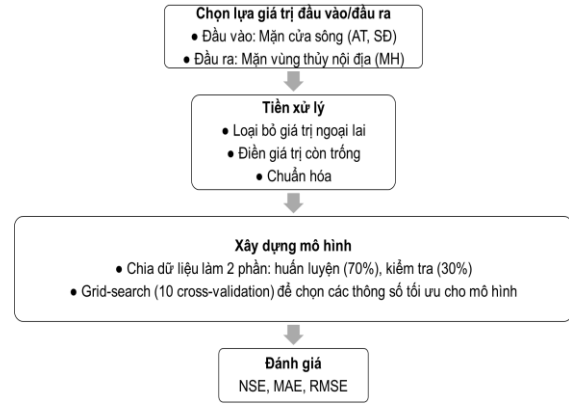 Chọn lựa giá trị đầu vào/đầu ra
● Đầu vào: Mặn cửa sông (AT, SĐ)
● Đầu ra: Mặn vùng thủy nội địa (MH)
Tiền xử lý
● Loại bỏ giá trị ngoại lai
● Điền giá trị còn trống
● Chuẩn hóa
Xây dựng mô hình
● Chia dữ liệu làm 2 phần: huấn luyện (70%), kiểm tra (30%)
● Grid-search (10 cross-validation) để chọn các thông số tối ưu cho mô hình
Đánh giá
NSE, MAE, RMSE